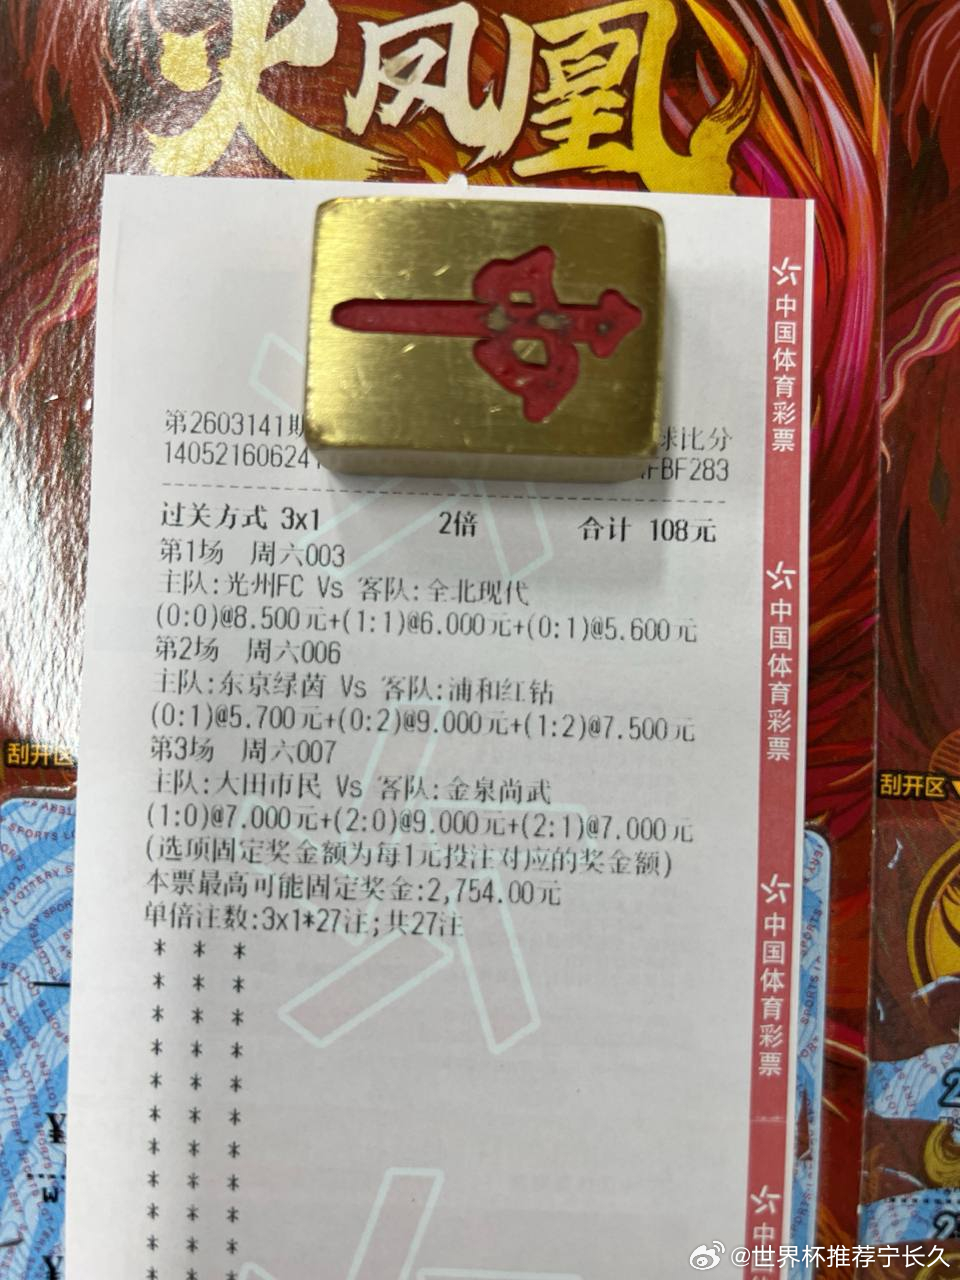 火凤凰
第2603141期 球比分
140521606241 FBF283
过关方式 3x1 2倍 合计 108元
第1场 周六003
主队:光州FC Vs 客队:全北现代
(0:0)@8.500元+(1:1)@6.000元+(0:1)@5.600元
第2场 周六006
主队:东京绿茵 Vs 客队:浦和红钻
(0:1)@5.700元+(0:2)@9.000元+(1:2)@7.500元
第3场 周六007
主队:大田市民 Vs 客队:金泉尚武
(1:0)@7.000元+(2:0)@9.000元+(2:1)@7.000元
(选项固定奖金额为每1元投注对应的奖金额)
本票最高可能固定奖金:2,754.00元
单倍注数:3x1*27注;共27注
中国体育彩票
中国体育彩票
中国体育彩票
中
刮开区
刮开区
@世界杯推荐宁长久